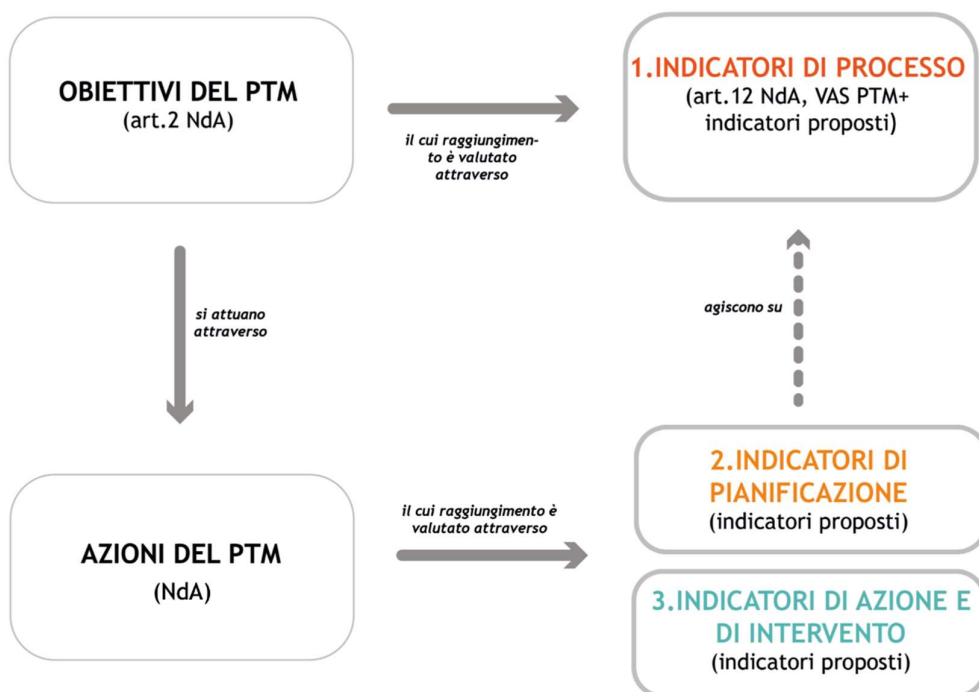 OBIETTIVI DEL PTM
(art.2 NdA)
il cui raggiungimen-
to è valutato
attraverso
1.INDICATORI DI PROCESSO
(art.12 NdA, VAS PTM+
indicatori proposti)
si attuano
attraverso
agiscono su
AZIONI DEL PTM
(NdA)
il cui raggiungimento è
valutato attraverso
2.INDICATORI DI
PIANIFICAZIONE
(indicatori proposti)
3.INDICATORI DI AZIONE E
DI INTERVENTO
(indicatori proposti)